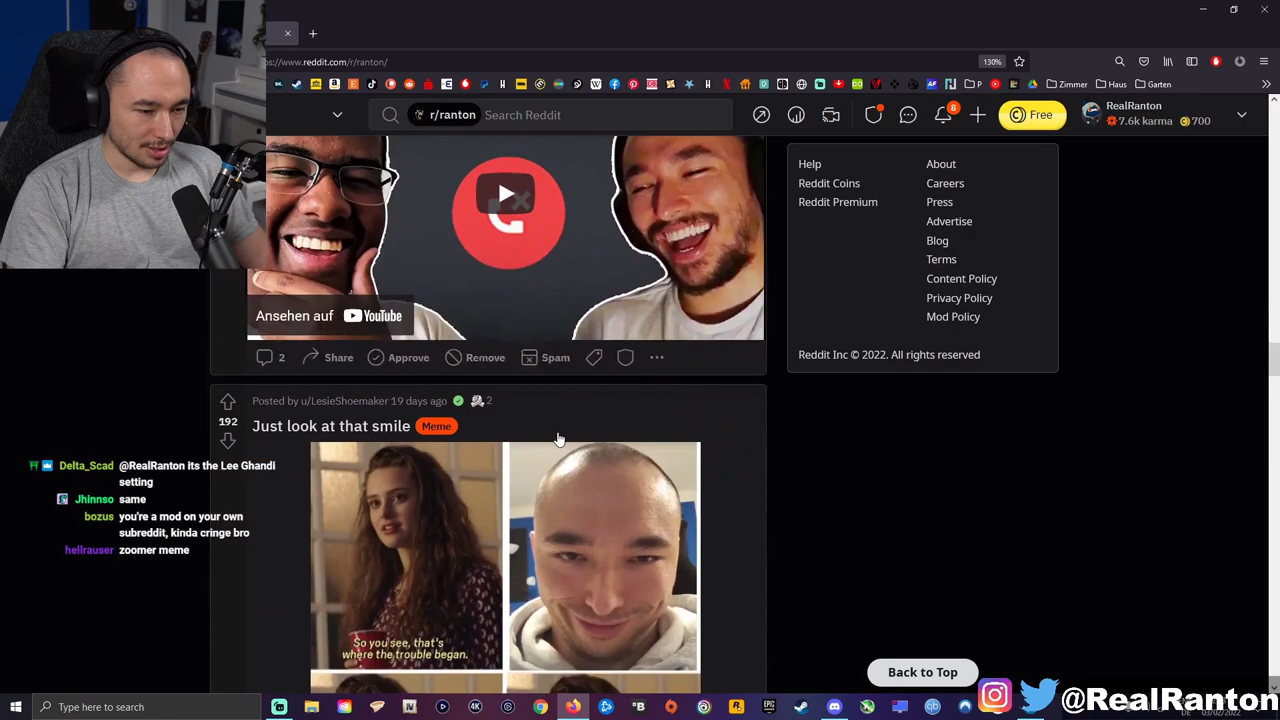 s://www.reddit.com/r/ranton/
130%
Zimmer
Haus
Garten
r/ranton
Search Reddit
8
Free
RealRanton
7.6k karma
700
Help
About
Reddit Coins
Careers
Reddit Premium
Press
Advertise
Blog
Terms
Content Policy
Privacy Policy
Mod Policy
Reddit Inc © 2022. All rights reserved
Ansehen auf YouTube
2
Share
Approve
Remove
Spam
Posted by u/LesieShoemaker 19 days ago
2
192
Just look at that smile
Meme
Delta_Scad @RealRanton Its the Lee Ghandi
setting
Jhinnso same
bozus you're a mod on your own
subreddit, kinda cringe bro
hellrauser zoomer meme
So you see, that's
where the trouble began.
Back to Top
Type here to search
@RealRanton